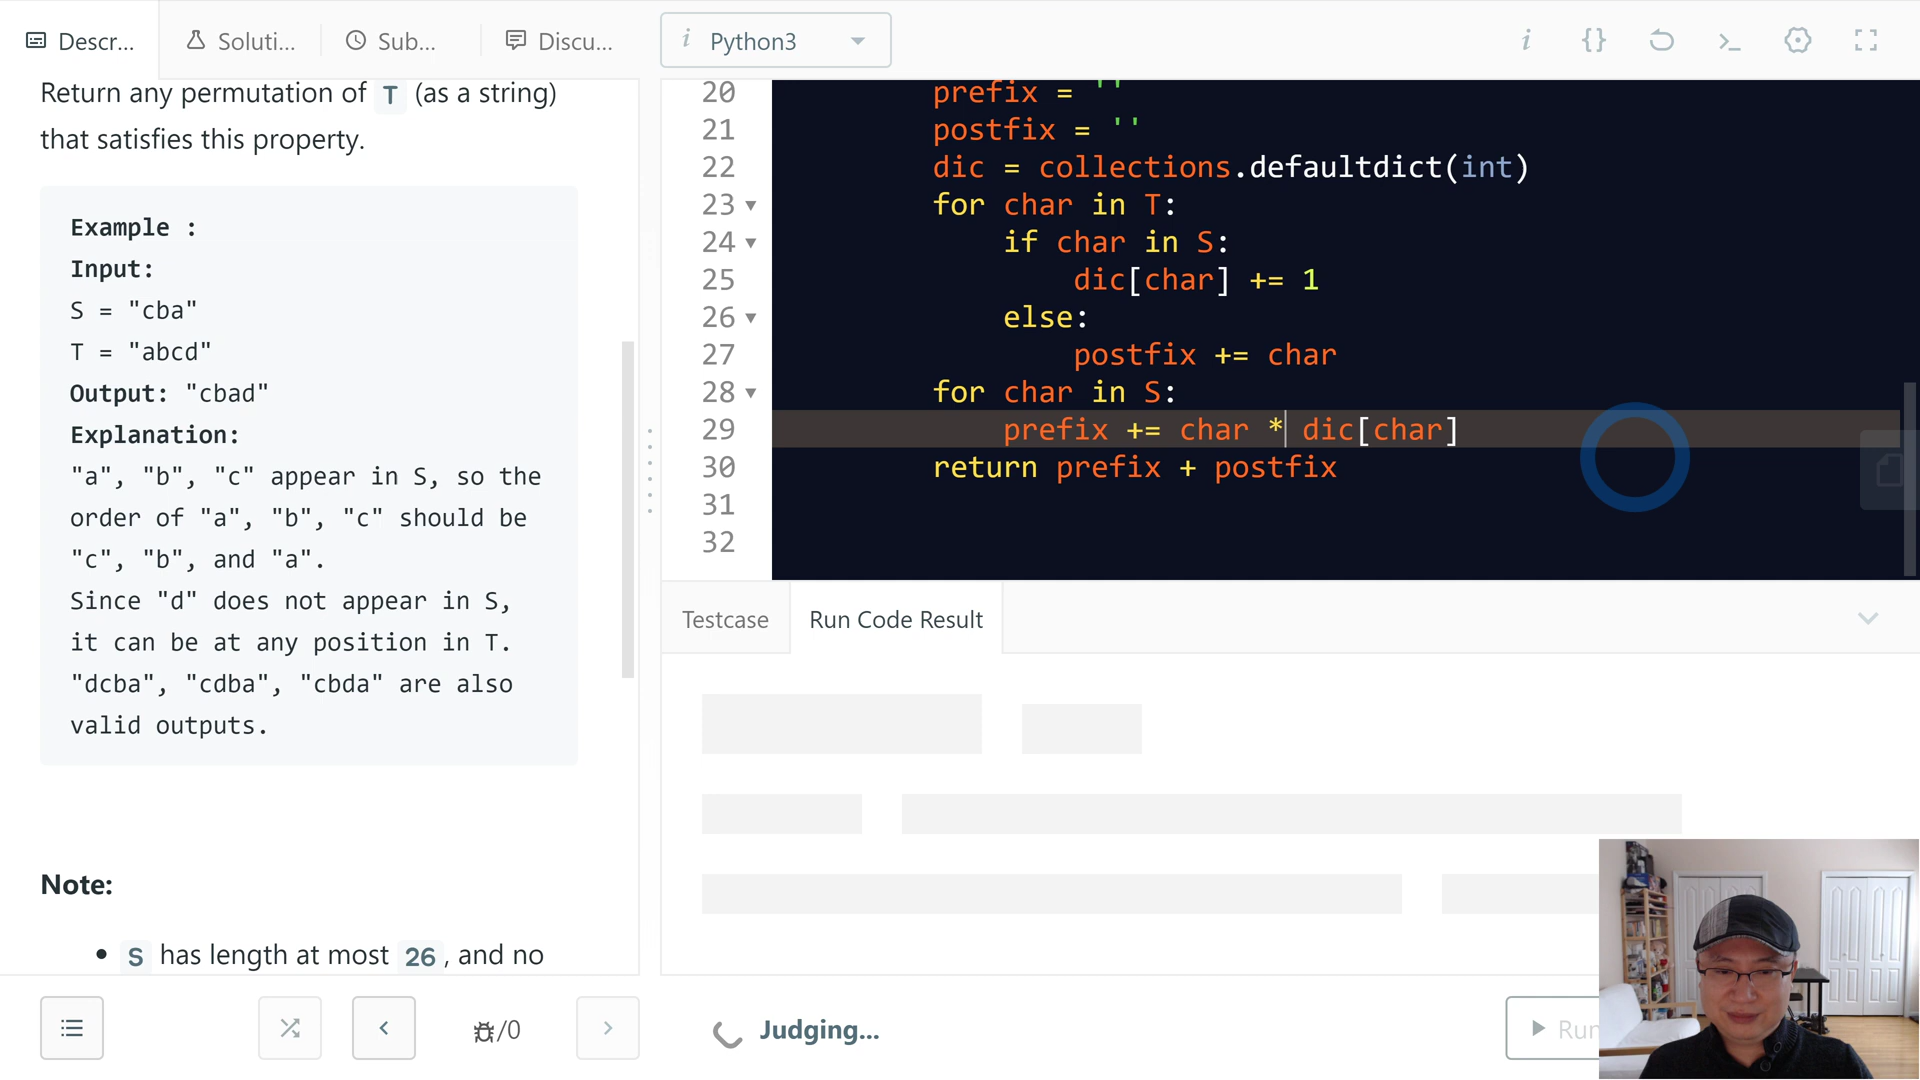 Descr...
Soluti...
Sub...
Discu...
i Python3
i {} >_
Return any permutation of T (as a string)
that satisfies this property.
Example :
Input:
S = "cba"
T = "abcd"
Output: "cbad"
Explanation:
"a", "b", "c" appear in S, so the
order of "a", "b", "c" should be
"c", "b", and "a".
Since "d" does not appear in S,
it can be at any position in T.
"dcba", "cdba", "cbda" are also
valid outputs.
Note:
• S has length at most 26 , and no
/0
20 prefix = ''
21 postfix = ''
22 dic = collections.defaultdict(int)
23 for char in T:
24 if char in S:
25 dic[char] += 1
26 else:
27 postfix += char
28 for char in S:
29 prefix += char * dic[char]
30 return prefix + postfix
31
32
Testcase
Run Code Result
Judging...
Run